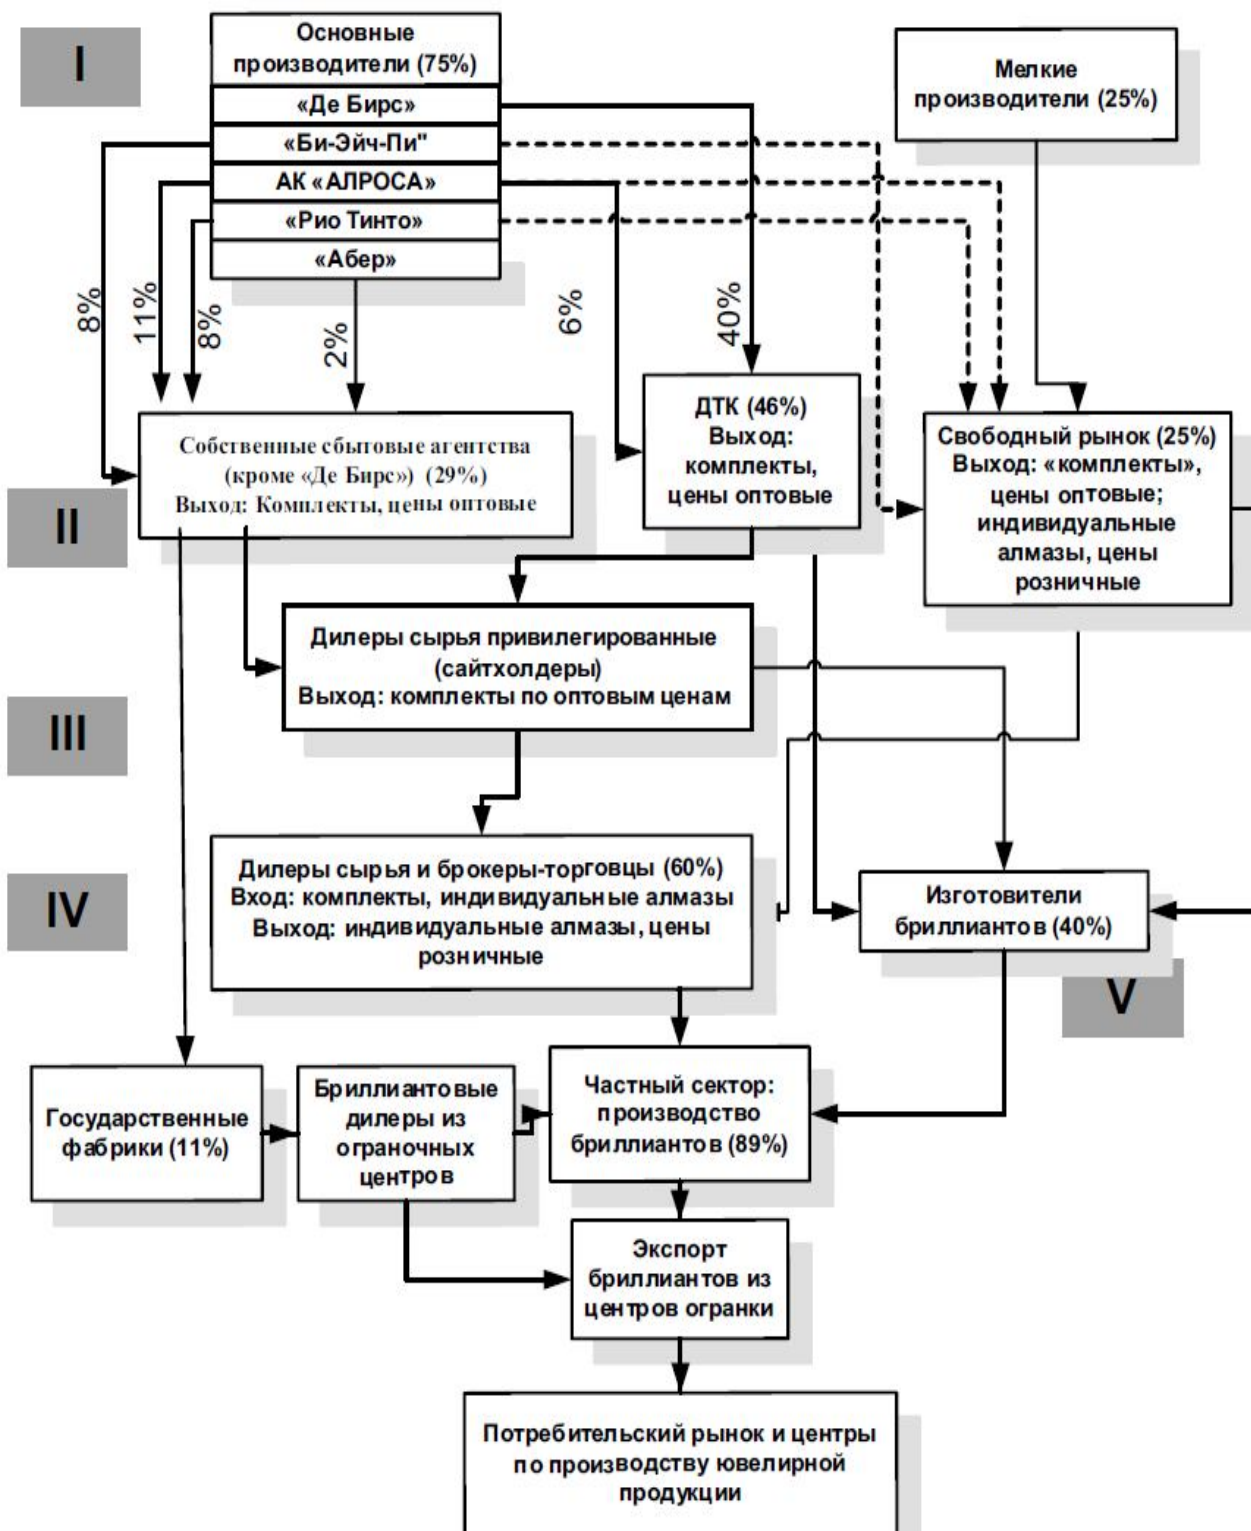 I
Основные
производители (75%)
«Де Бирс»
«Би-Эйч-Пи"
АК «АЛРОСА»
«Рио Тинто»
«Абер»
Мелкие
производители (25%)
8%
11%
8%
2%
6%
40%
Собственные сбытовые агентства
(кроме «Де Бирс») (29%)
Выход: Комплекты, цены оптовые
ДТК (46%)
Выход:
комплекты,
цены оптовые
Свободный рынок (25%)
Выход: «комплекты»,
цены оптовые;
индивидуальные
алмазы, цены
розничные
II
Дилеры сырья привилегированные
(сайтхолдеры)
Выход: комплекты по оптовым ценам
III
Дилеры сырья и брокеры-торговцы (60%)
Вход: комплекты, индивидуальные алмазы
Выход: индивидуальные алмазы, цены
розничные
IV
Изготовители
бриллиантов (40%)
V
Государственные
фабрики (11%)
Бриллиантовые
дилеры из
ограночных
центров
Частный сектор:
производство
бриллиантов (89%)
Экспорт
бриллиантов из
центров огранки
Потребительский рынок и центры
по производству ювелирной
продукции